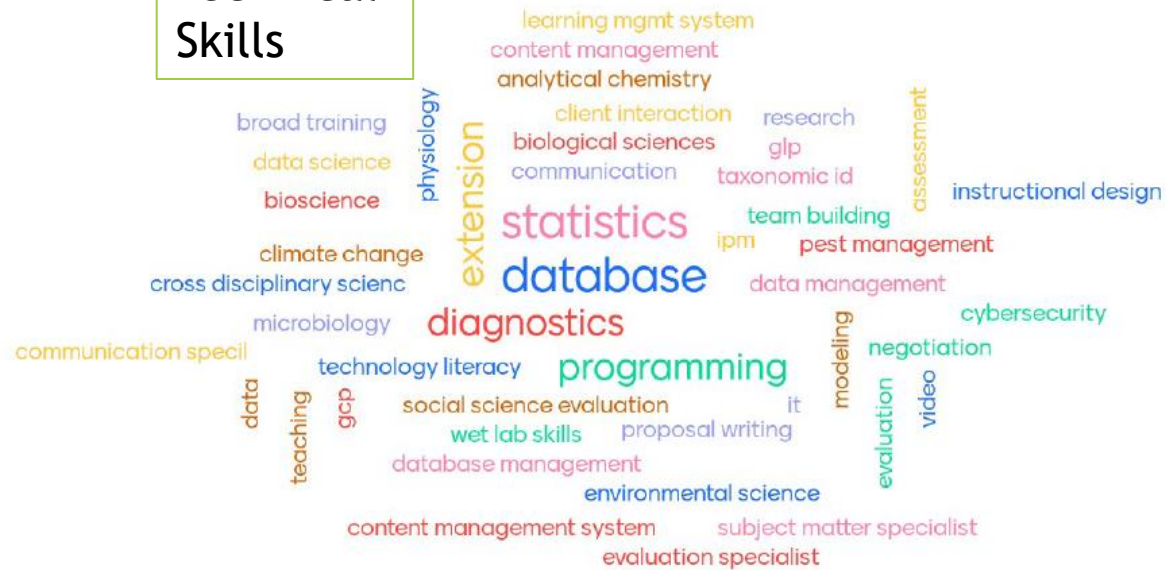 Skills
learning mgmt system
content management
analytical chemistry
client interaction
research
broad training
physiology
extension
biological sciences
glp
assessment
data science
communication
taxonomic id
instructional design
bioscience
statistics
team building
ipm
pest management
climate change
cross disciplinary scienc
database
data management
microbiology
diagnostics
modeling
cybersecurity
communication specil
technology literacy
programming
negotiation
data
teaching
gcp
social science evaluation
it
evaluation
video
wet lab skills
proposal writing
database management
environmental science
content management system
subject matter specialist
evaluation specialist